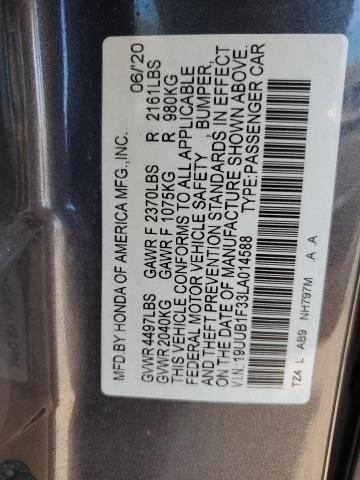 MFD.BY HONDA OF AMERICA MFG.,INC. 06/20
GVWR 4497LBS GAWR F 2370LBS R 2161LBS
GVWR 2040KG GAWR F 1075KG R 980KG
THIS VEHICLE CONFORMS TO ALL APPLICABLE
FEDERAL MOTOR VEHICLE SAFETY, BUMPER,
AND THEFT PREVENTION STANDARDS IN EFFECT
ON THE DATE OF MANUFACTURE SHOWN ABOVE.
V.I.N.:19UUB1F33LA014588 TYPE:PASSENGER CAR
TZ4 L AB9 NH797M A A